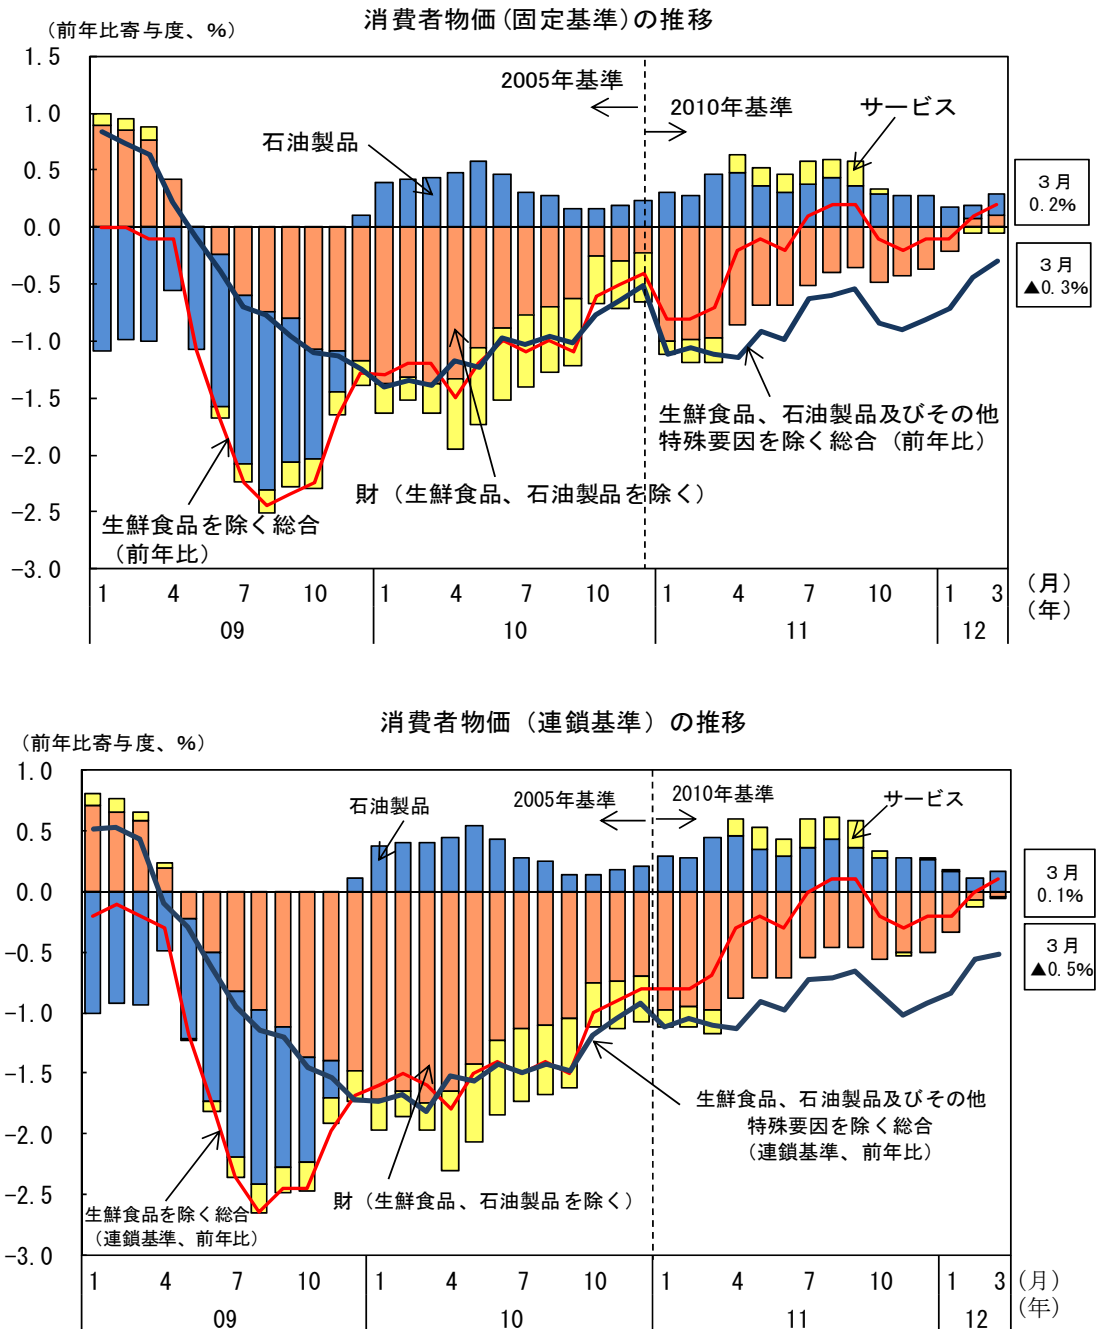 消費者物価(固定基準)の推移
(前年比寄与度、%)
1.5
1.0
0.5
0.0
-0.5
-1.0
-1.5
-2.0
-2.5
-3.0
2005年基準
2010年基準
サービス
石油製品
3月
0.2%
3月
▲0.3%
生鮮食品、石油製品及びその他
特殊要因を除く総合(前年比)
財(生鮮食品、石油製品を除く)
生鮮食品を除く総合
(前年比)
1 4 7 10 1 4 7 10 1 4 7 10 1 3 (月)
09 10 11 12 (年)
消費者物価(連鎖基準)の推移
(前年比寄与度、%)
1.0
0.5
0.0
-0.5
-1.0
-1.5
-2.0
-2.5
-3.0
2005年基準
2010年基準
サービス
石油製品
3月
0.1%
3月
▲0.5%
生鮮食品、石油製品及びその他
特殊要因を除く総合
(連鎖基準、前年比)
財(生鮮食品、石油製品を除く)
生鮮食品を除く総合
(連鎖基準、前年比)
1 4 7 10 1 4 7 10 1 4 7 10 1 3 (月)
09 10 11 12 (年)